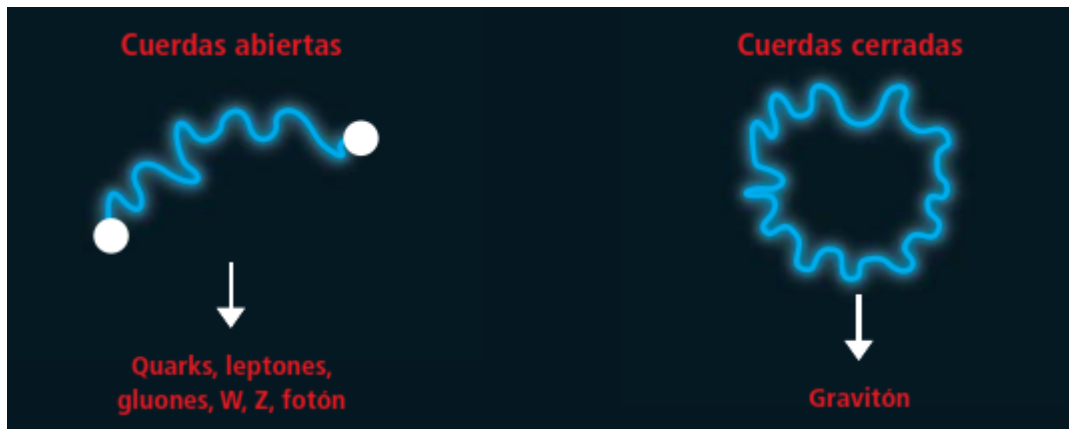 Cuerdas abiertas
Cuerdas cerradas
Quarks, leptones,
gluones, W, Z, fotón
Gravitón